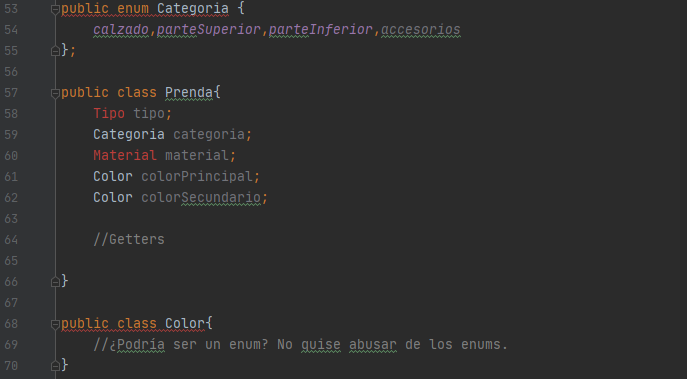 53 public enum Categoria {
54 calzado,parteSuperior,parteInferior,accesorios
55 };
56
57 public class Prenda{
58 Tipo tipo;
59 Categoria categoria;
60 Material material;
61 Color colorPrincipal;
62 Color colorSecundario;
63
64 //Getters
65
66 }
67
68 public class Color{
69 //¿Podria ser un enum? No quise abusar de los enums.
70 }